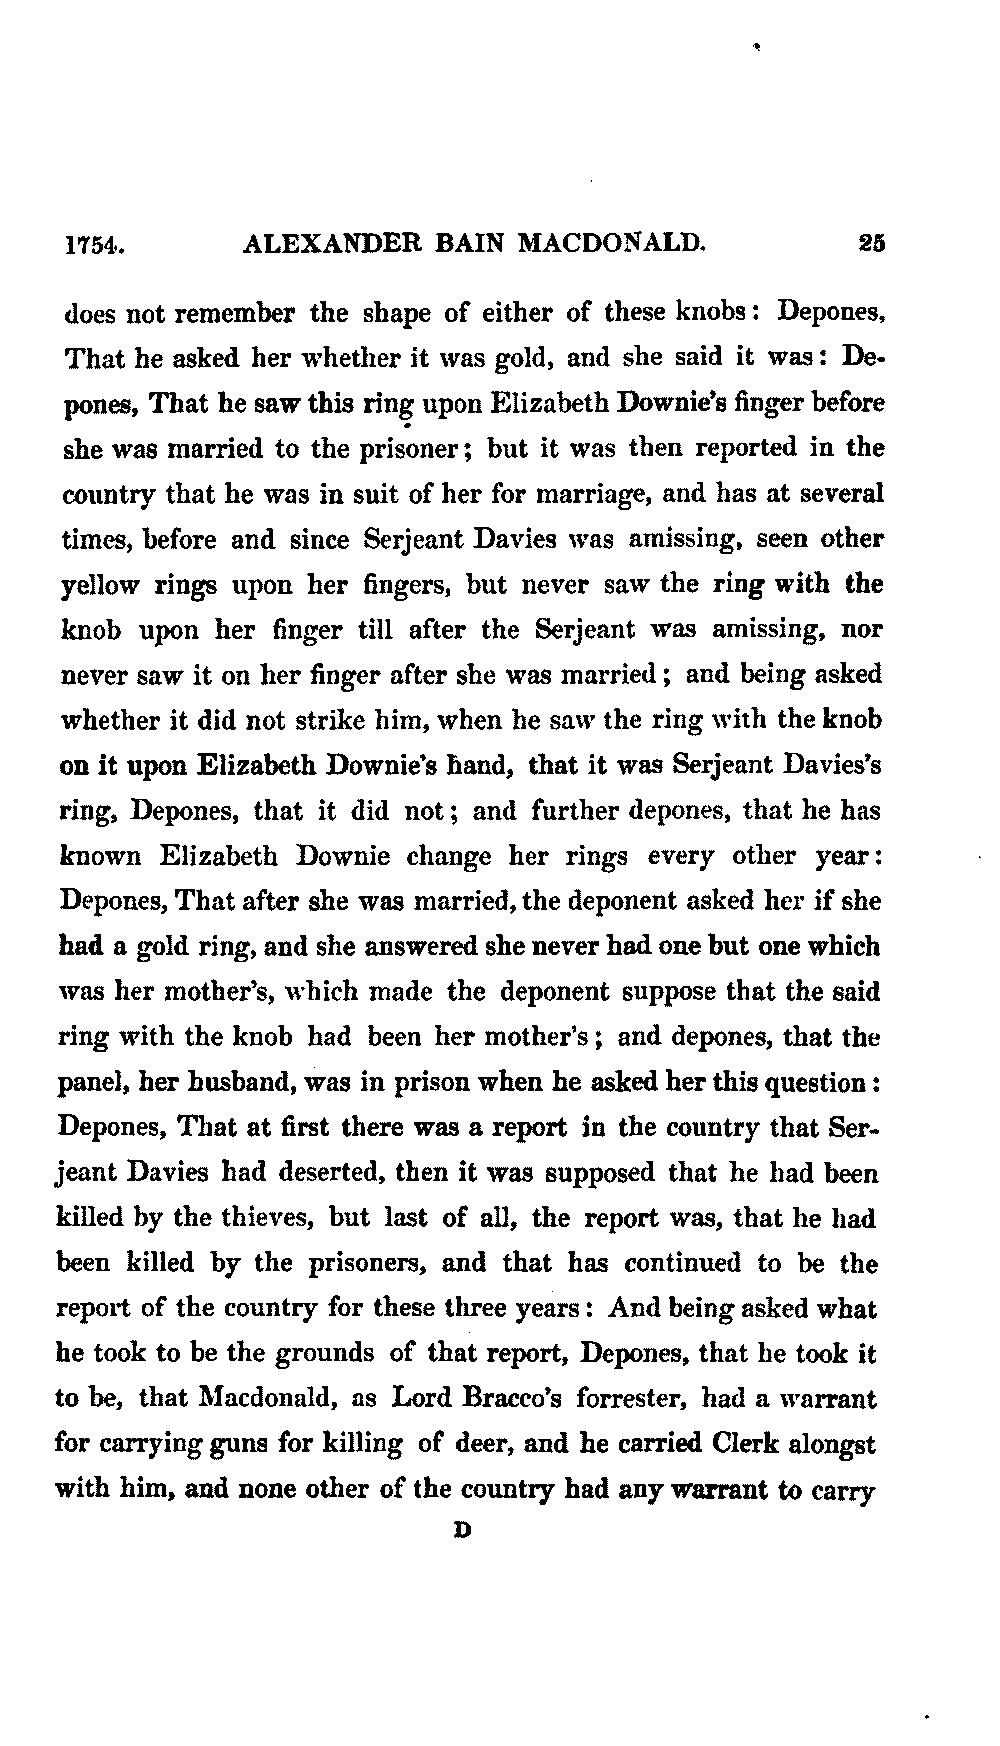 1754. ALEXANDER BAIN MACDONALD. 25
does not remember the shape of either of these knobs: Depones,
That he asked her whether it was gold, and she said it was: De-
pones, That he saw this ring upon Elizabeth Downie's finger before
she was married to the prisoner; but it was then reported in the
country that he was in suit of her for marriage, and has at several
times, before and since Serjeant Davies was amissing, seen other
yellow rings upon her fingers, but never saw the ring with the
knob upon her finger till after the Serjeant was amissing, nor
never saw it on her finger after she was married; and being asked
whether it did not strike him, when he saw the ring with the knob
on it upon Elizabeth Downie's hand, that it was Serjeant Davies's
ring, Depones, that it did not; and further depones, that he has
known Elizabeth Downie change her rings every other year:
Depones, That after she was married, the deponent asked her if she
had a gold ring, and she answered she never had one but one which
was her mother's, which made the deponent suppose that the said
ring with the knob had been her mother's; and depones, that the
panel, her husband, was in prison when he asked her this question:
Depones, That at first there was a report in the country that Ser-
jeant Davies had deserted, then it was supposed that he had been
killed by the thieves, but last of all, the report was, that he had
been killed by the prisoners, and that has continued to be the
report of the country for these three years: And being asked what
he took to be the grounds of that report, Depones, that he took it
to be, that Macdonald, as Lord Bracco's forrester, had a warrant
for carrying guns for killing of deer, and he carried Clerk alongst
with him, and none other of the country had any warrant to carry
D